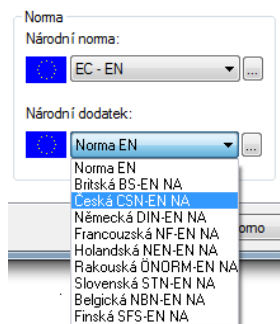 Norma
Národní norma:
EC - EN
...
Národní dodatek:
Norma EN
...
Norma EN
Britská BS-EN NA
Česká CSN-EN NA
Německá DIN-EN NA
Francouzská NF-EN NA
omo
Holandská NEN-EN NA
Rakouská ÖNORM-EN NA
Slovenská STN-EN NA
Belgická NBN-EN NA
Finská SFS-EN NA